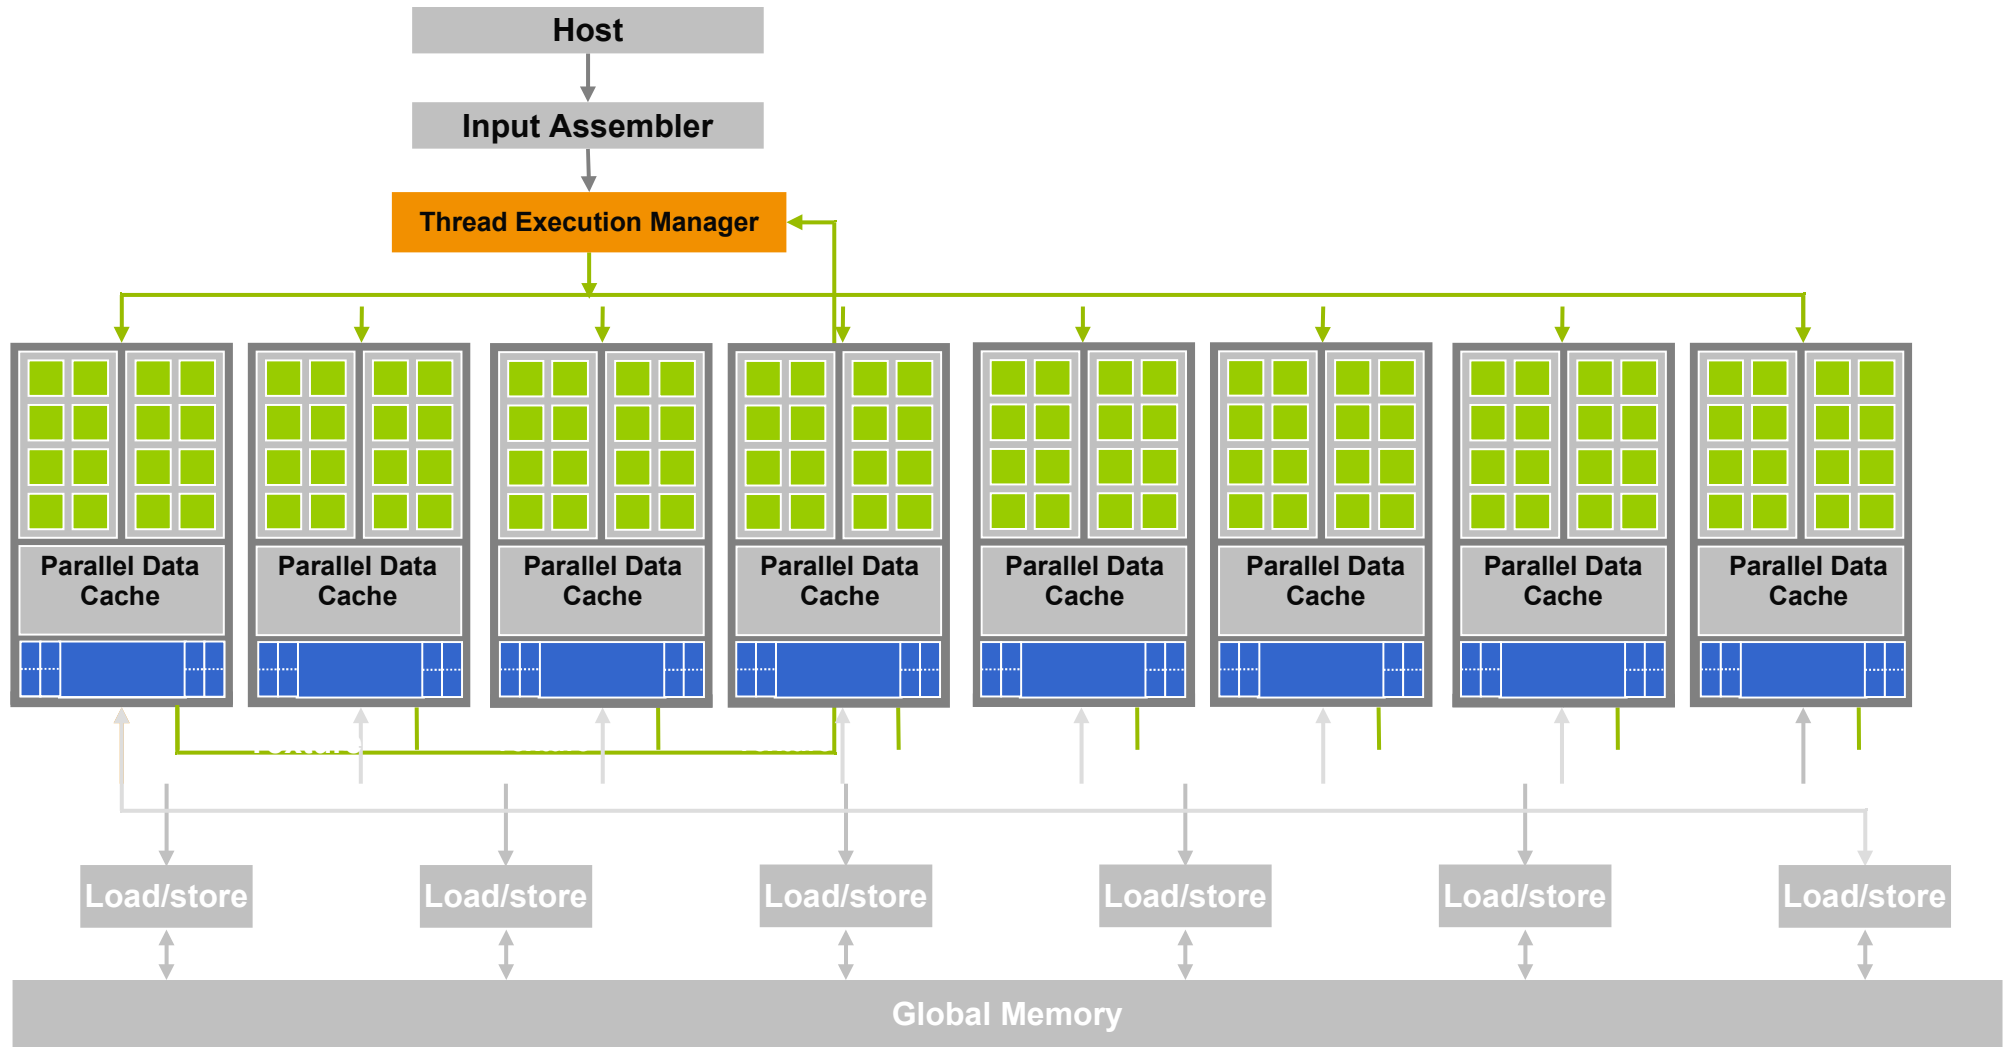 Host
Input Assembler
Thread Execution Manager
Parallel Data
Cache
Parallel Data
Cache
Parallel Data
Cache
Parallel Data
Cache
Parallel Data
Cache
Parallel Data
Cache
Parallel Data
Cache
Parallel Data
Cache
Load/store
Load/store
Load/store
Load/store
Load/store
Load/store
Global Memory